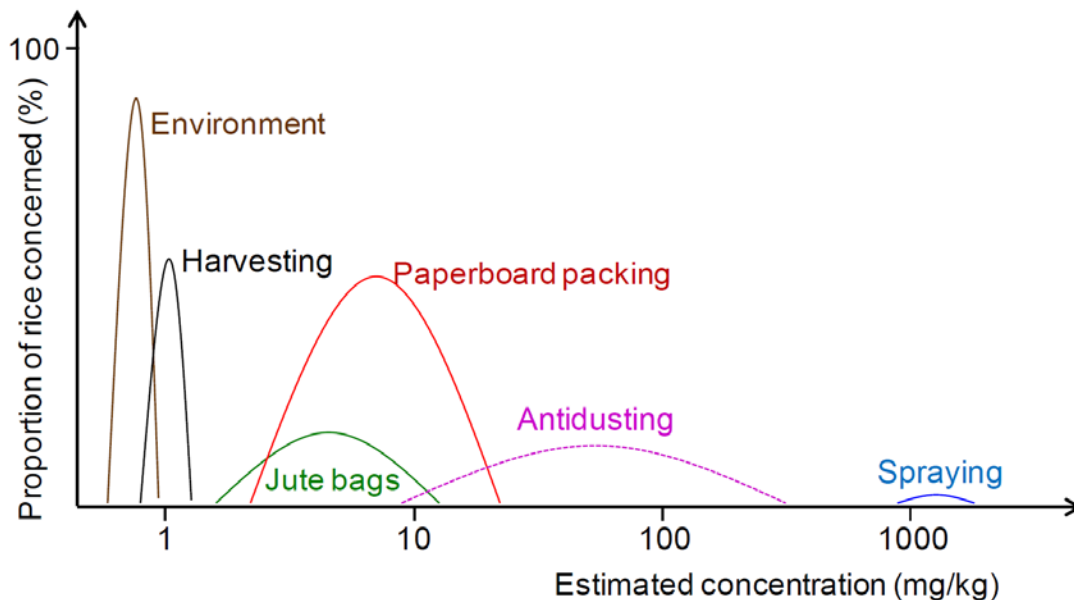 Proportion of rice concerned (%)
100
Environment
Harvesting
Paperboard packing
Jute bags
Antidusting
Spraying
1
10
100
1000
Estimated concentration (mg/kg)